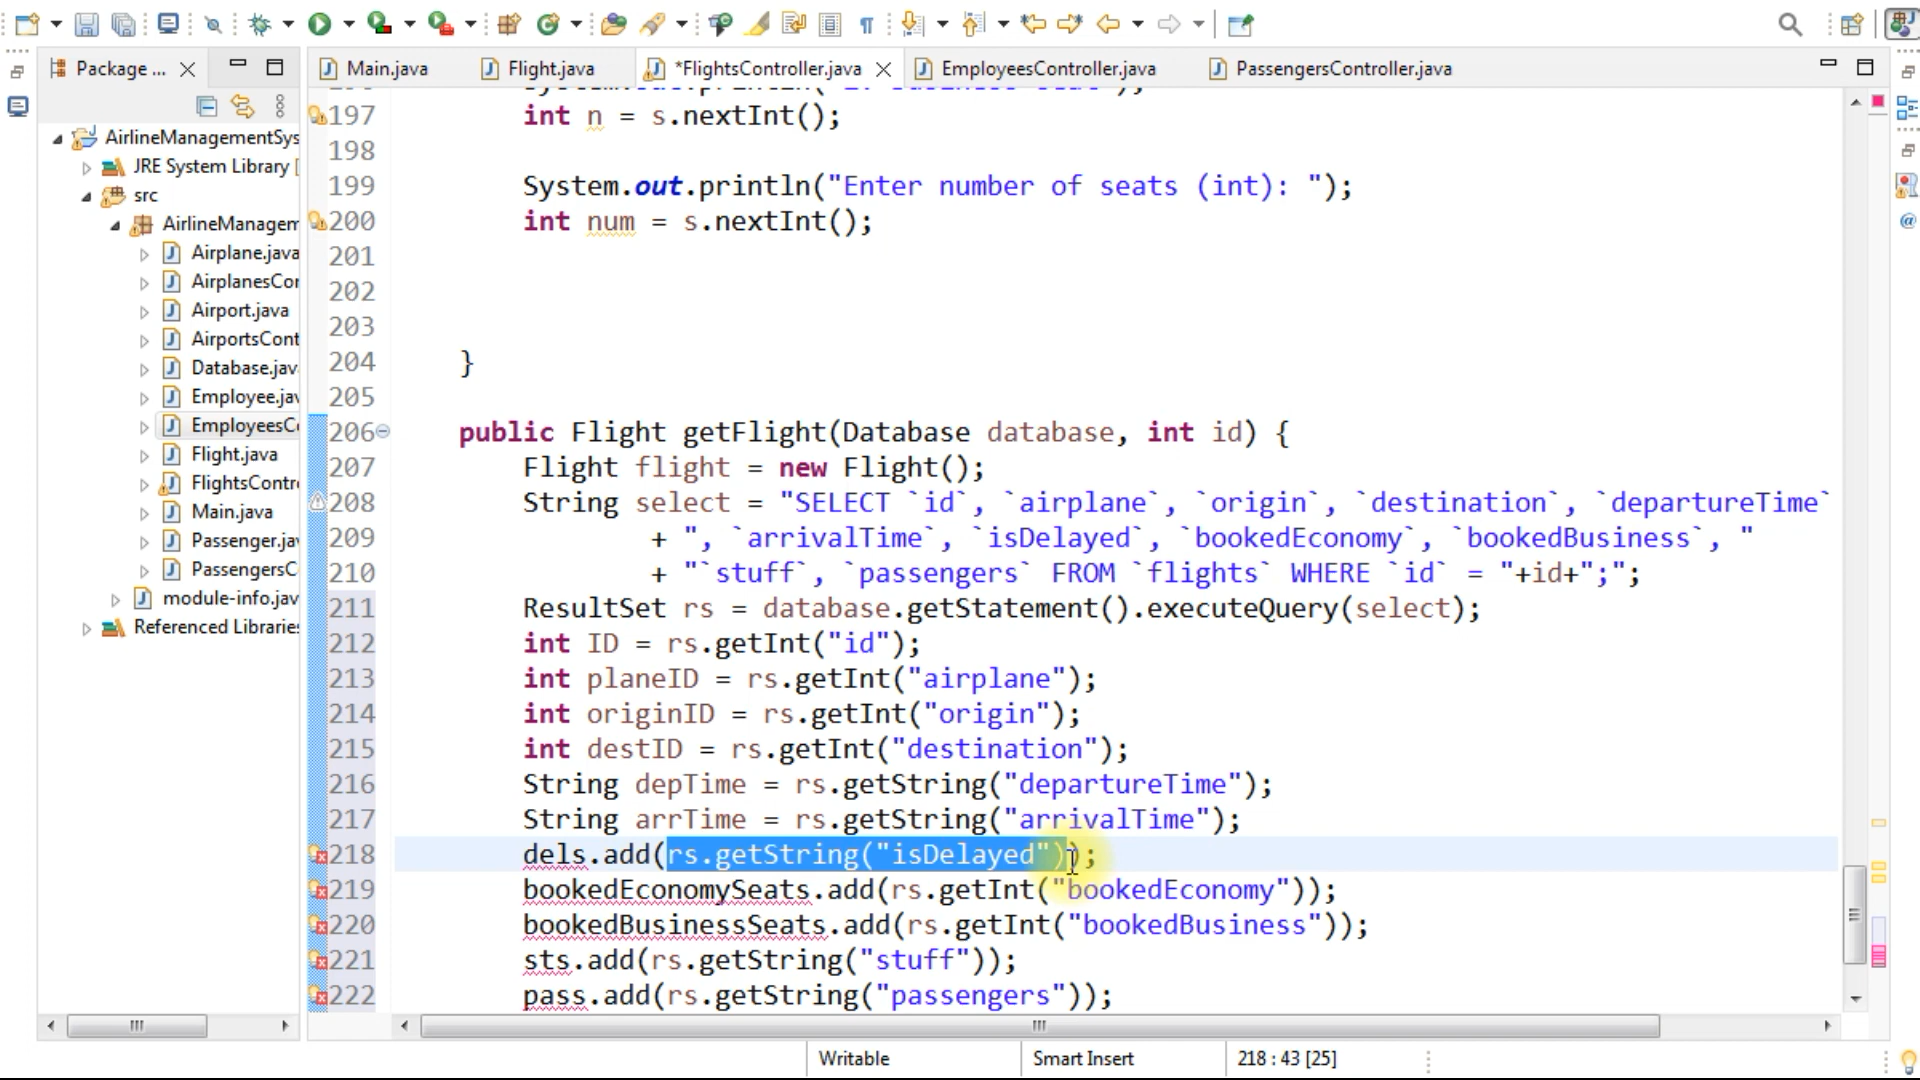 Package ...
Main.java
Flight.java
*FlightsController.java
EmployeesController.java
PassengersController.java
AirlineManagementSys
JRE System Library [
src
AirlineManagem
Airplane.java
AirplanesCon
Airport.java
AirportsCont
Database.jav
Employee.jav
EmployeesCo
Flight.java
FlightsContr
Main.java
Passenger.jav
PassengersC
module-info.jav
Referenced Libraries
197 int n = s.nextInt();
198
199 System.out.println("Enter number of seats (int): ");
200 int num = s.nextInt();
201
202
203
204 }
205
206 public Flight getFlight(Database database, int id) {
207 Flight flight = new Flight();
208 String select = "SELECT `id`, `airplane`, `origin`, `destination`, `departureTime`
209 + ", `arrivalTime`, `isDelayed`, `bookedEconomy`, `bookedBusiness`, "
210 + "`stuff`, `passengers` FROM `flights` WHERE `id` = "+id+";";
211 ResultSet rs = database.getStatement().executeQuery(select);
212 int ID = rs.getInt("id");
213 int planeID = rs.getInt("airplane");
214 int originID = rs.getInt("origin");
215 int destID = rs.getInt("destination");
216 String depTime = rs.getString("departureTime");
217 String arrTime = rs.getString("arrivalTime");
218 dels.add(rs.getString("isDelayed"));
219 bookedEconomySeats.add(rs.getInt("bookedEconomy"));
220 bookedBusinessSeats.add(rs.getInt("bookedBusiness"));
221 sts.add(rs.getString("stuff"));
222 pass.add(rs.getString("passengers"));
Writable
Smart Insert
218 : 43 [25]